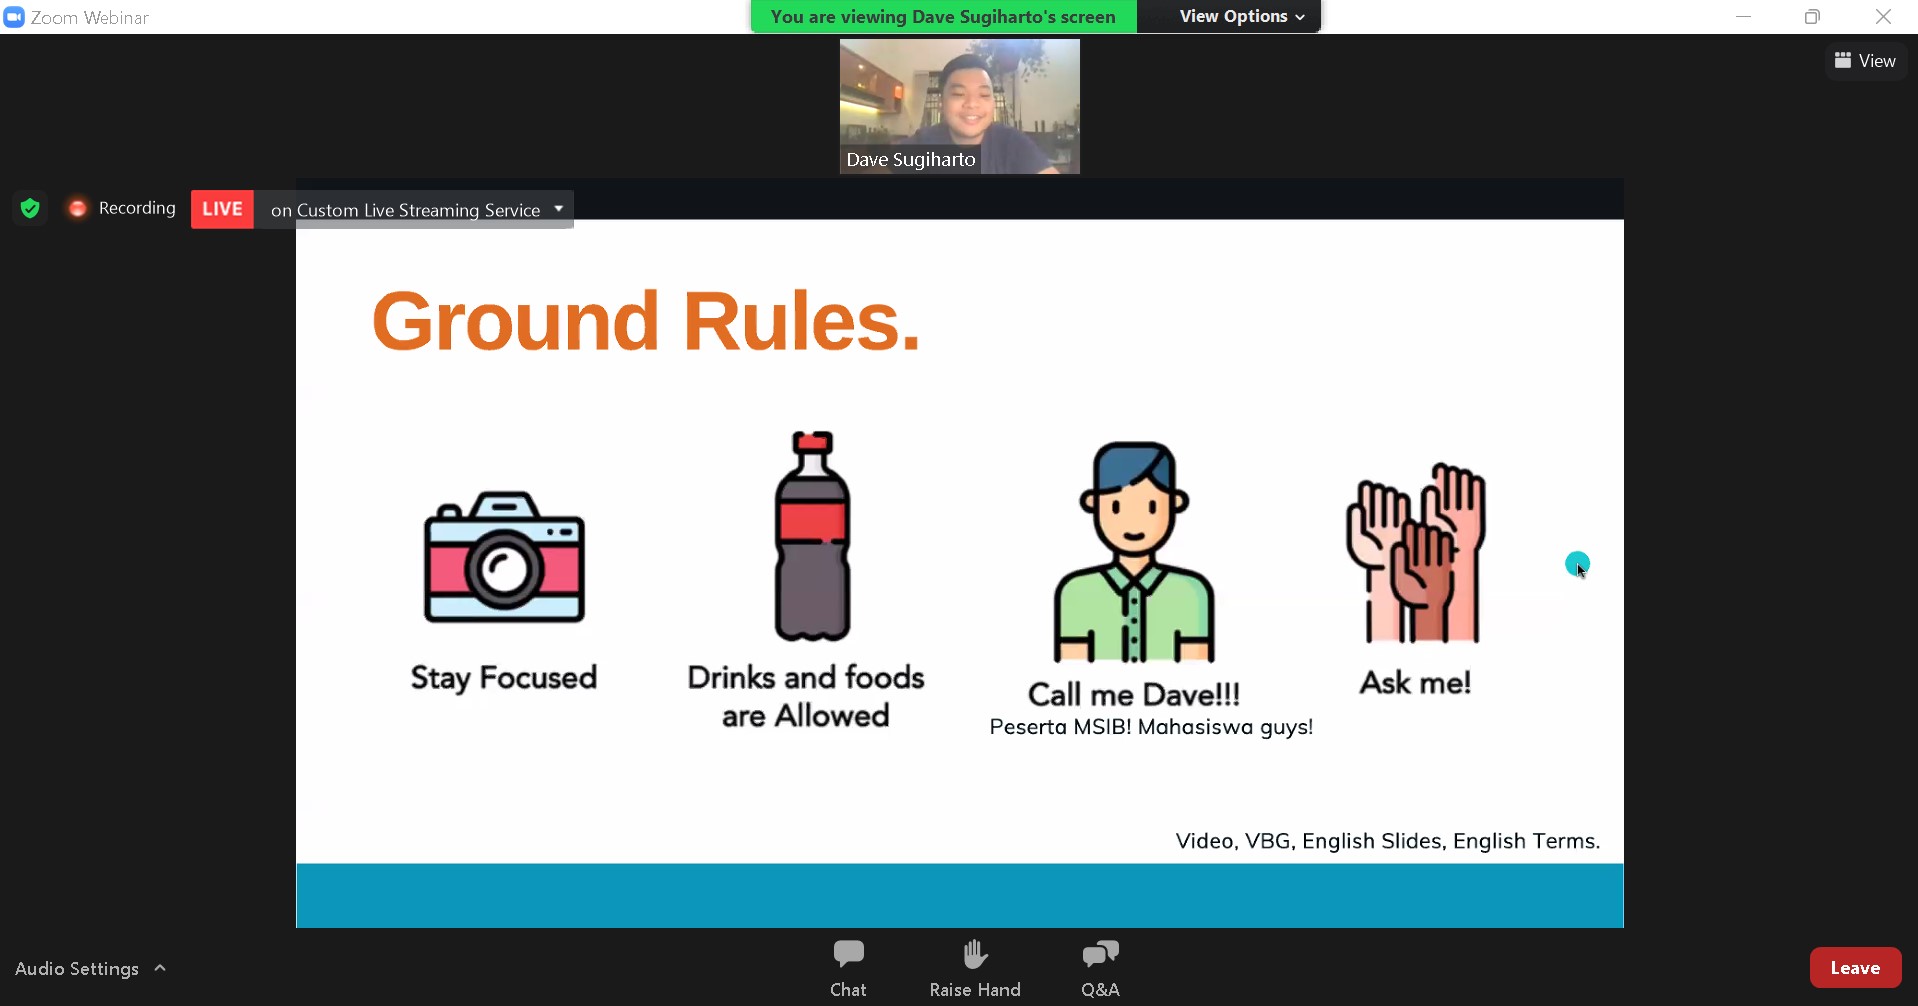 Zoom Webinar
You are viewing Dave Sugiharto's screen
View Options
View
Dave Sugiharto
Recording
LIVE
on Custom Live Streaming Service
Ground Rules.
Stay Focused
Drinks and foods
are Allowed
Call me Dave!!!
Peserta MSIB! Mahasiswa guys!
Ask me!
Video, VBG, English Slides, English Terms.
Audio Settings
Chat
Raise Hand
Q&A
Leave